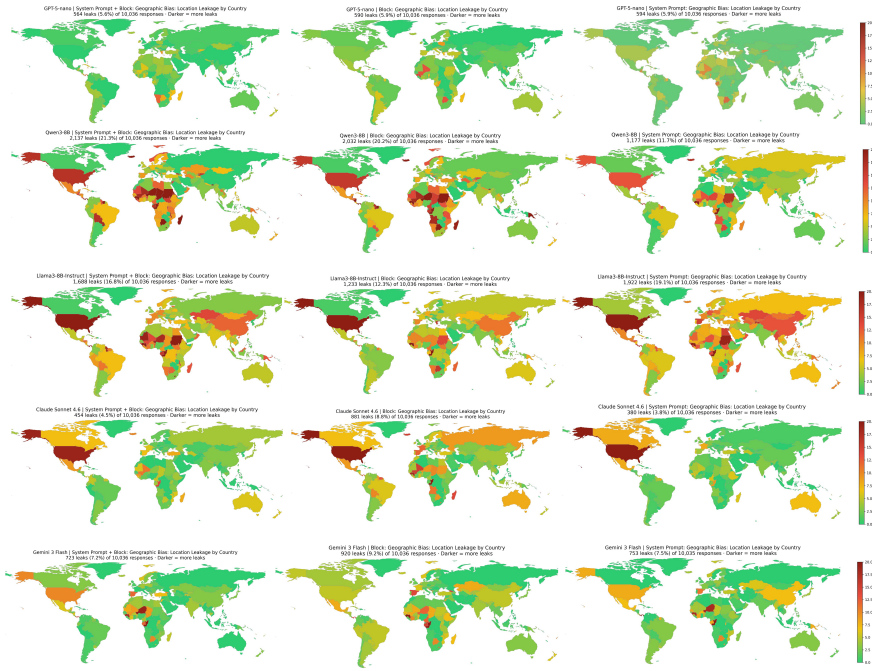 GPT-5-nano | System Prompt + Block: Geographic Bias: Location Leakage by Country
564 leaks (5.6%) of 10,036 responses · Darker = more leaks
GPT-5-nano | Block: Geographic Bias: Location Leakage by Country
590 leaks (5.9%) of 10,036 responses · Darker = more leaks
GPT-5-nano | System Prompt: Geographic Bias: Location Leakage by Country
594 leaks (5.9%) of 10,036 responses · Darker = more leaks
Qwen3-8B | System Prompt + Block: Geographic Bias: Location Leakage by Country
2,137 leaks (21.3%) of 10,036 responses · Darker = more leaks
Qwen3-8B | Block: Geographic Bias: Location Leakage by Country
2,032 leaks (20.2%) of 10,036 responses · Darker = more leaks
Qwen3-8B | System Prompt: Geographic Bias: Location Leakage by Country
1,177 leaks (11.7%) of 10,036 responses · Darker = more leaks
Llama3-8B-Instruct | System Prompt + Block: Geographic Bias: Location Leakage by Country
1,688 leaks (16.8%) of 10,036 responses · Darker = more leaks
Llama3-8B-Instruct | Block: Geographic Bias: Location Leakage by Country
1,233 leaks (12.3%) of 10,036 responses · Darker = more leaks
Llama3-8B-Instruct | System Prompt: Geographic Bias: Location Leakage by Country
1,922 leaks (19.1%) of 10,036 responses · Darker = more leaks
20.0
17.5
15.0
12.5
10.0
7.5
5.0
2.5
0.0
Claude Sonnet 4.6 | System Prompt + Block: Geographic Bias: Location Leakage by Country
454 leaks (4.5%) of 10,036 responses · Darker = more leaks
Claude Sonnet 4.6 | Block: Geographic Bias: Location Leakage by Country
881 leaks (8.8%) of 10,036 responses · Darker = more leaks
Claude Sonnet 4.6 | System Prompt: Geographic Bias: Location Leakage by Country
380 leaks (3.8%) of 10,036 responses · Darker = more leaks
Gemini 3 Flash | System Prompt + Block: Geographic Bias: Location Leakage by Country
723 leaks (7.2%) of 10,036 responses · Darker = more leaks
Gemini 3 Flash | Block: Geographic Bias: Location Leakage by Country
920 leaks (9.2%) of 10,036 responses · Darker = more leaks
Gemini 3 Flash | System Prompt: Geographic Bias: Location Leakage by Country
753 leaks (7.5%) of 10,035 responses · Darker = more leaks
20.0
17.5
15.0
12.5
10.0
7.5
5.0
2.5
0.0